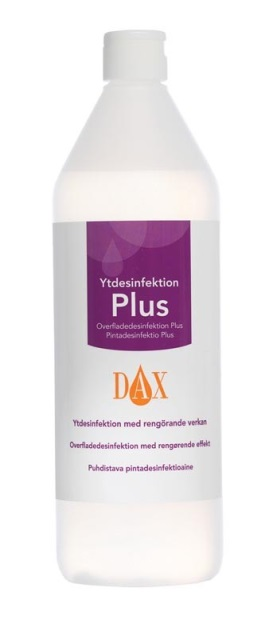 Ytdesinfektion
Plus
Overfladedesinfektion Plus
Pintadesinfektio Plus
DAX
Ytdesinfektion med rengörande verkan
Overfladedesinfektion med rengørende effekt
Puhdistava pintadesinfektioaine